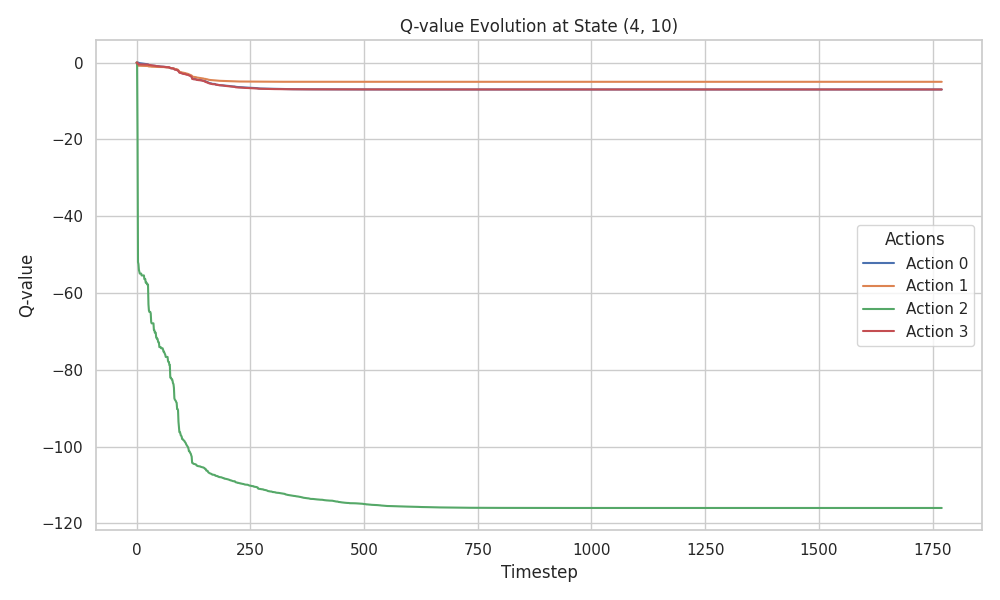 Q-value Evolution at State (4, 10)
Q-value
0
−20
−40
−60
−80
−100
−120
Actions
Action 0
Action 1
Action 2
Action 3
0
250
500
750
1000
1250
1500
1750
Timestep